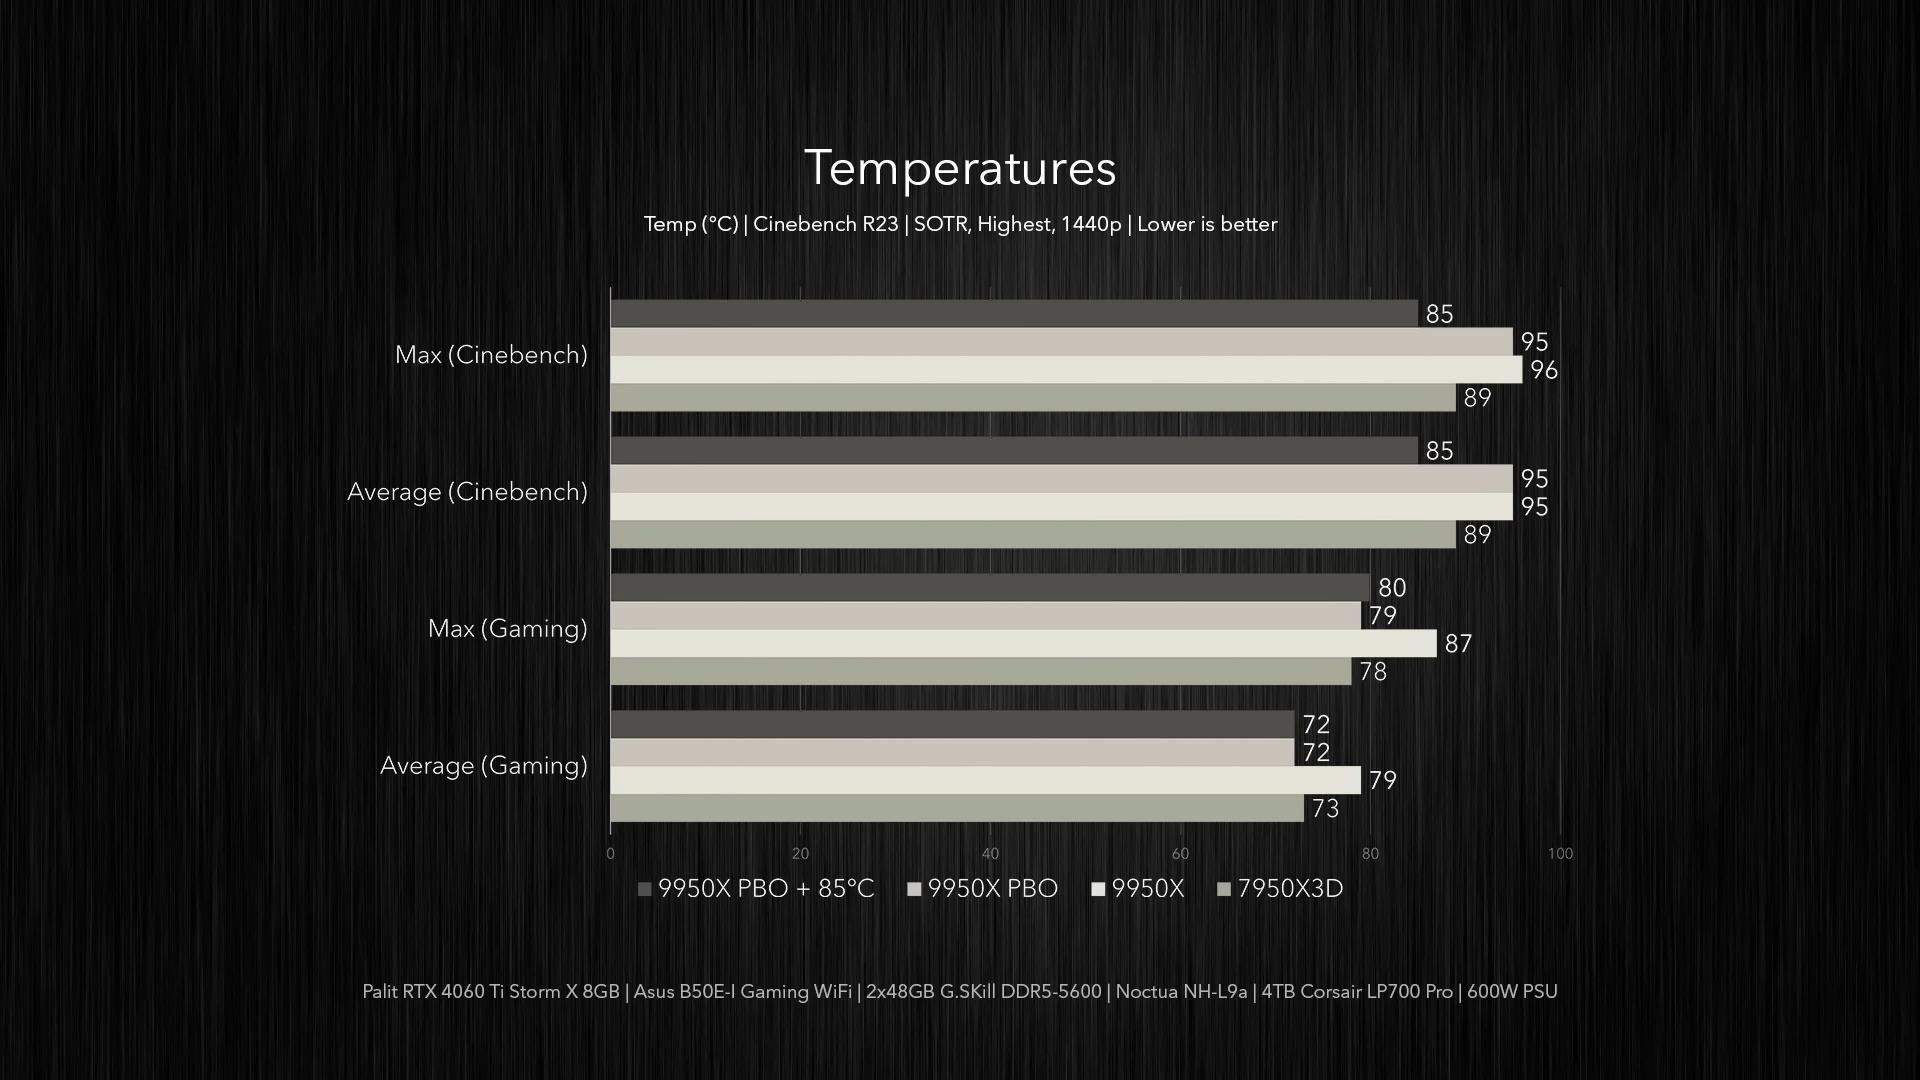 Temperatures
Temp (°C) | Cinebench R23 | SOTR, Highest, 1440p | Lower is better
Max (Cinebench)
85
95
96
89
Average (Cinebench)
85
95
95
89
Max (Gaming)
80
79
87
78
Average (Gaming)
72
72
79
73
0 20 40 60 80 100
9950X PBO + 85°C 9950X PBO 9950X 7950X3D
Palit RTX 4060 Ti Storm X 8GB | Asus B50E-I Gaming WiFi | 2x48GB G.SKill DDR5-5600 | Noctua NH-L9a | 4TB Corsair LP700 Pro | 600W PSU